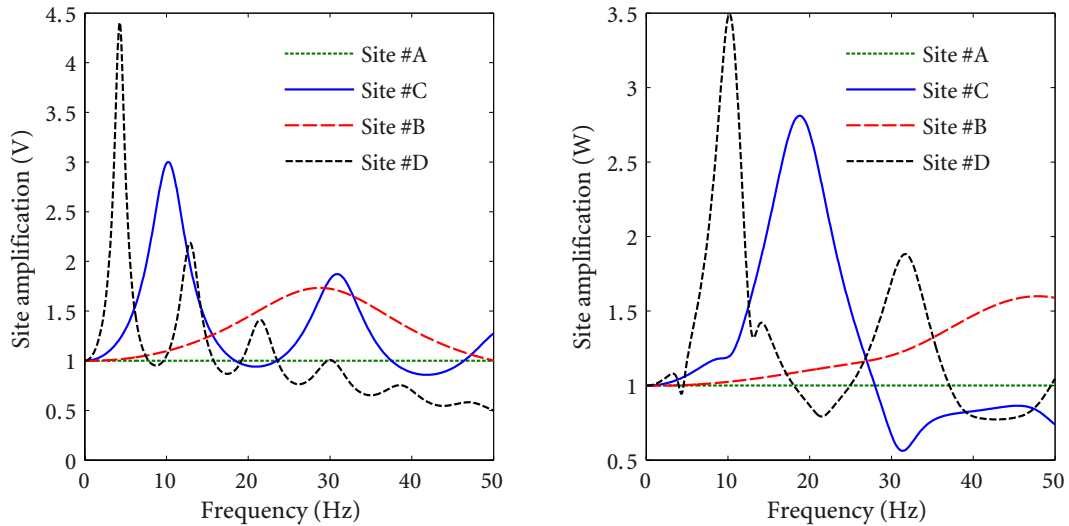 Site amplification (V)
4.5
4
3.5
3
2.5
2
1.5
1
0.5
0
0 10 20 30 40 50
Frequency (Hz)
Site #A
Site #C
Site #B
Site #D
Site amplification (W)
3.5
3
2.5
2
1.5
1
0.5
0 10 20 30 40 50
Frequency (Hz)
Site #A
Site #C
Site #B
Site #D